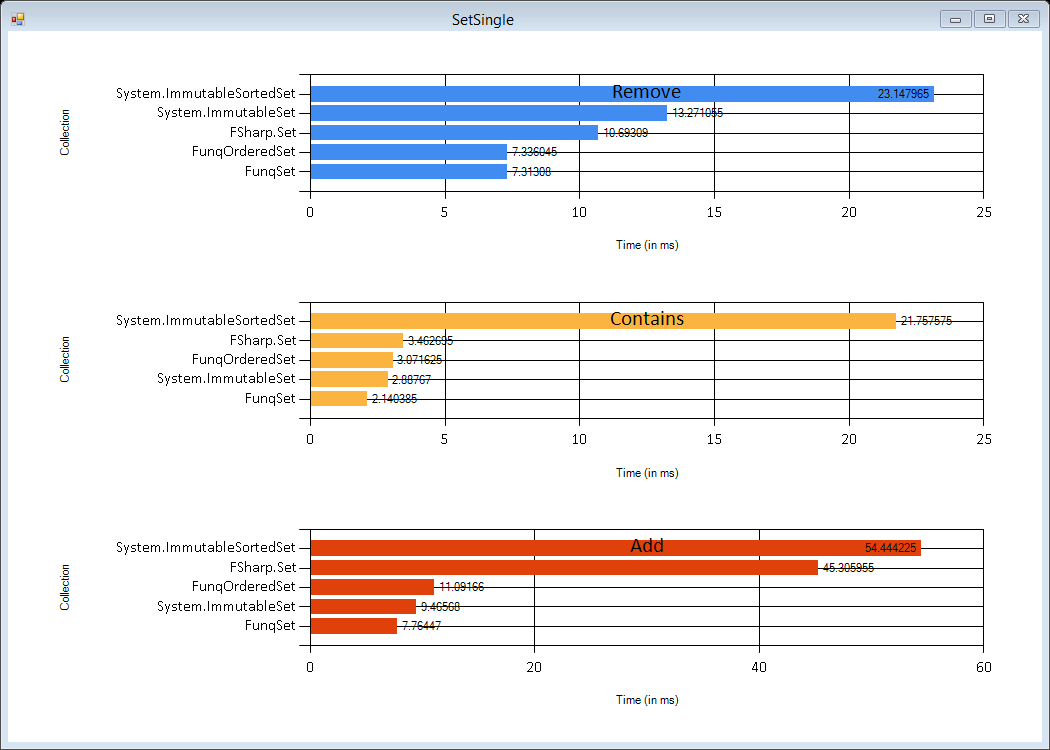 SetSingle
Remove
Collection
System.ImmutableSortedSet 23.147965
System.ImmutableSet 13.271055
FSharp.Set 10.69309
FunqOrderedSet 7.336045
FunqSet 7.31308
0 5 10 15 20 25
Time (in ms)
Contains
Collection
System.ImmutableSortedSet 21.757575
FSharp.Set 3.462695
FunqOrderedSet 3.071625
System.ImmutableSet 2.88767
FunqSet 2.140385
0 5 10 15 20 25
Time (in ms)
Add
Collection
System.ImmutableSortedSet 54.444225
FSharp.Set 45.305955
FunqOrderedSet 11.09166
System.ImmutableSet 9.46568
FunqSet 7.76447
0 20 40 60
Time (in ms)